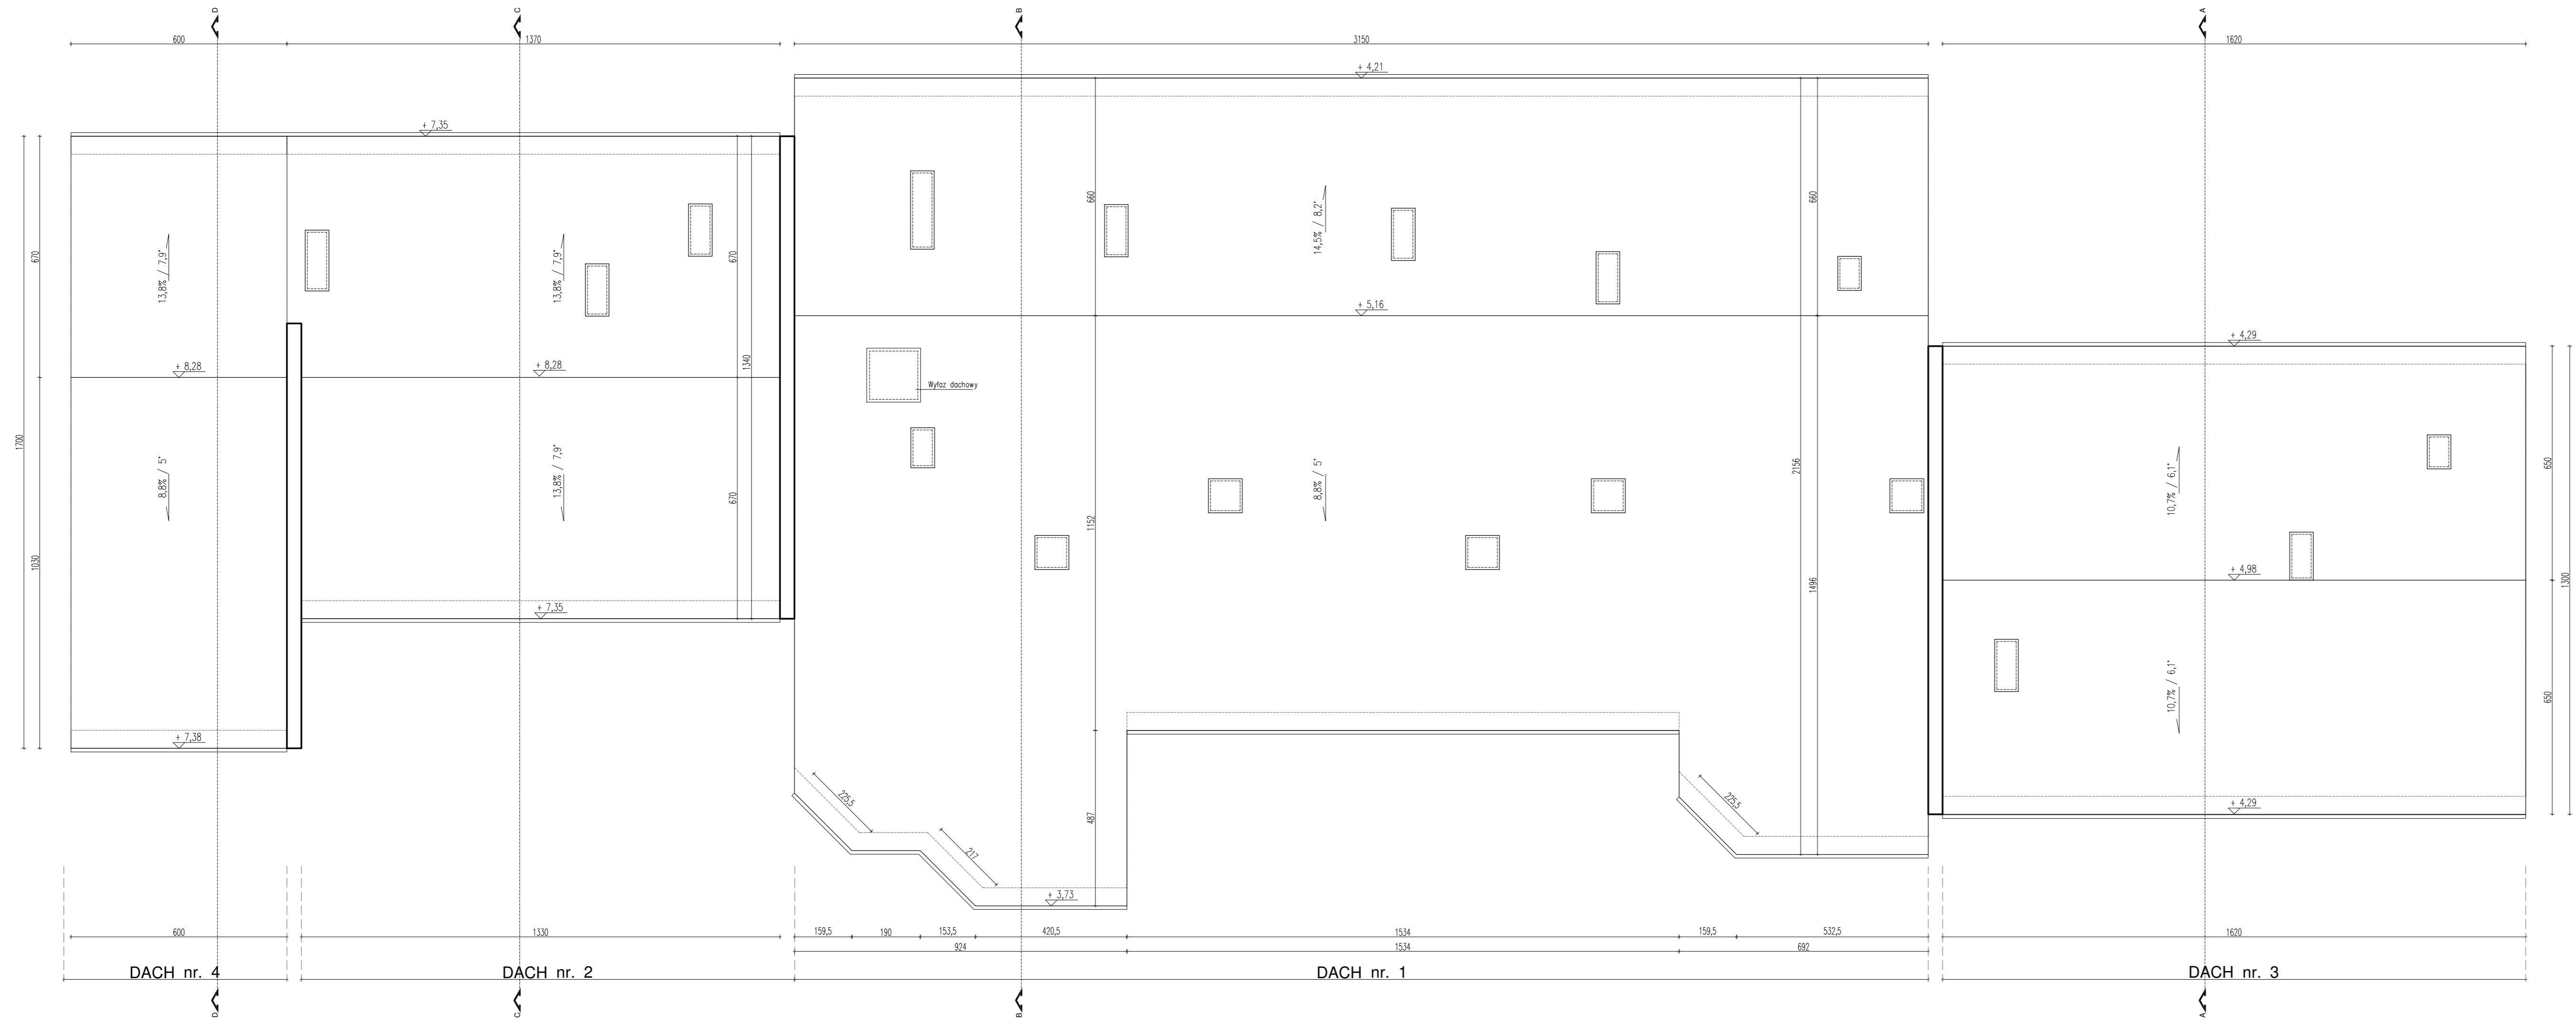 D
C
B
A
600
1370
3150
1620
+ 4,21
+ 7,35
660
660
14,5% / 8,2°
670
13,8% / 7,9°
13,8% / 7,9°
670
1340
+ 5,16
+ 4,29
+ 8,28
+ 8,28
Wyłaz dachowy
1700
8,8% / 5°
13,8% / 7,9°
670
8,8% / 5°
2156
1152
1496
10,7% / 6,1°
650
1030
+ 4,98
1300
+ 7,35
10,7% / 6,1°
650
+ 7,38
225,5
217
487
225,5
+ 4,29
+ 3,73
600
1330
159,5
190
153,5
420,5
1534
159,5
532,5
1620
924
1534
692
DACH nr. 4
DACH nr. 2
DACH nr. 1
DACH nr. 3
D
C
B
A